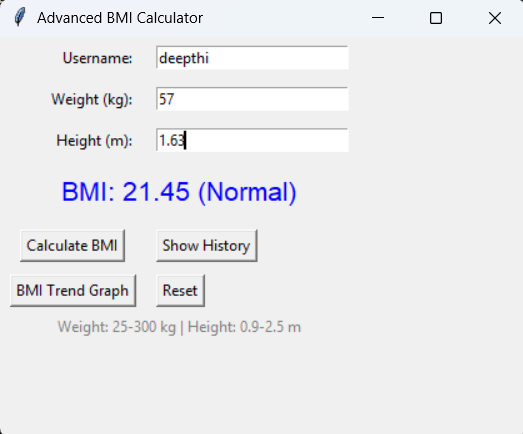 Advanced BMI Calculator
Username: deepthi
Weight (kg): 57
Height (m): 1.63
BMI: 21.45 (Normal)
Calculate BMI Show History
BMI Trend Graph Reset
Weight: 25-300 kg | Height: 0.9-2.5 m